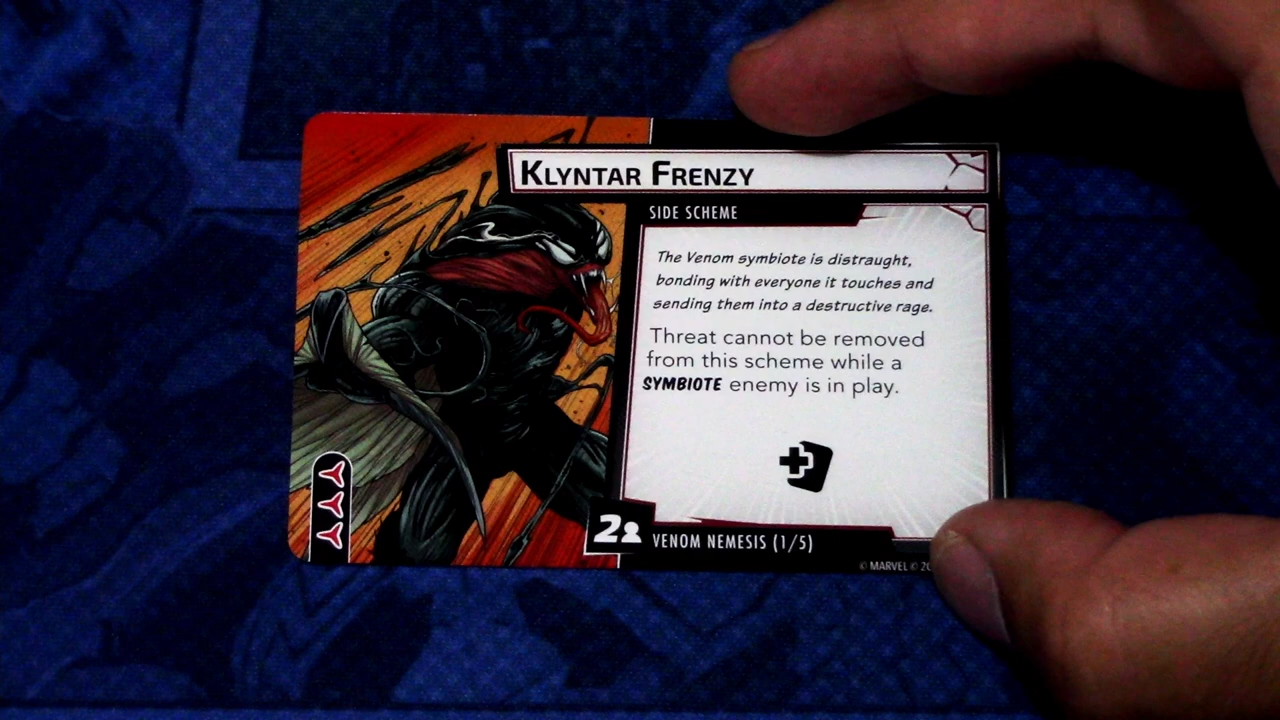 KLYNTAR FRENZY
SIDE SCHEME
The Venom symbiote is distraught,
bonding with everyone it touches and
sending them into a destructive rage.
Threat cannot be removed
from this scheme while a
SYMBIOTE enemy is in play.
2
VENOM NEMESIS (1/5)
© MARVEL © 20